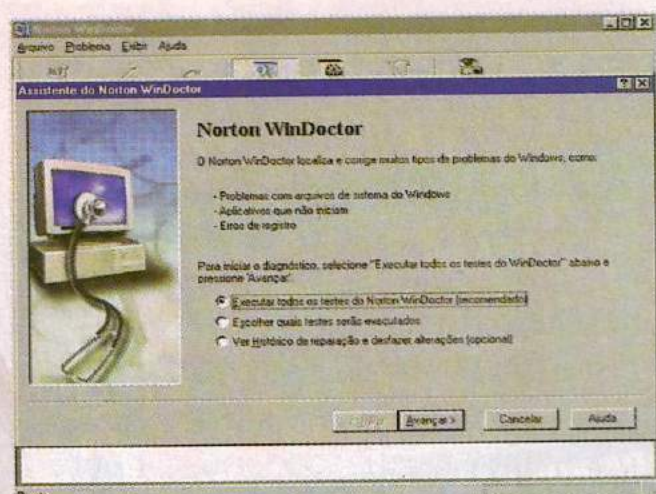 Norton WinDoctor
Arquivo Problema Exibir Ajuda
Assistente do Norton WinDoctor
Norton WinDoctor
O Norton WinDoctor localiza e corrige muitos tipos de problemas do Windows, como:
- Problemas com arquivos de sistema do Windows
- Aplicativos que não iniciam
- Erros de registro
Para iniciar o diagnóstico, selecione "Executar todos os testes do WinDoctor" abaixo e
pressione 'Avançar'.
Executar todos os testes do Norton WinDoctor (recomendado)
Escolher quais testes serão executados
Ver Histórico de reparação e desfazer alterações (opcional)
Avançar > Cancelar Ajuda